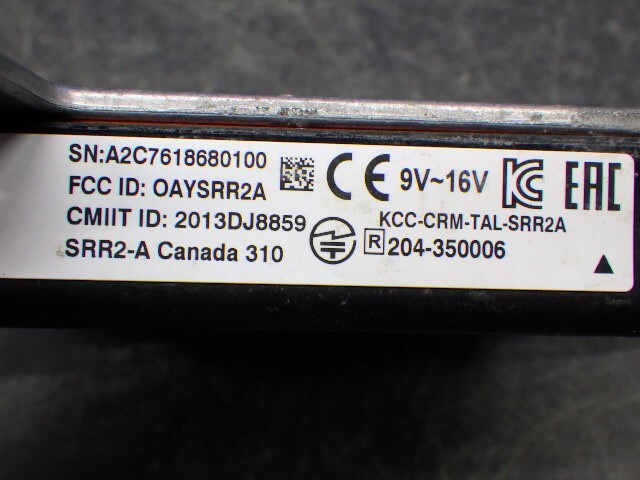 SN:A2C7618680100
FCC ID: OAYSRR2A
CMIIT ID: 2013DJ8859
SRR2-A Canada 310
CE 9V~16V KC EAC
KCC-CRM-TAL-SRR2A
R 204-350006